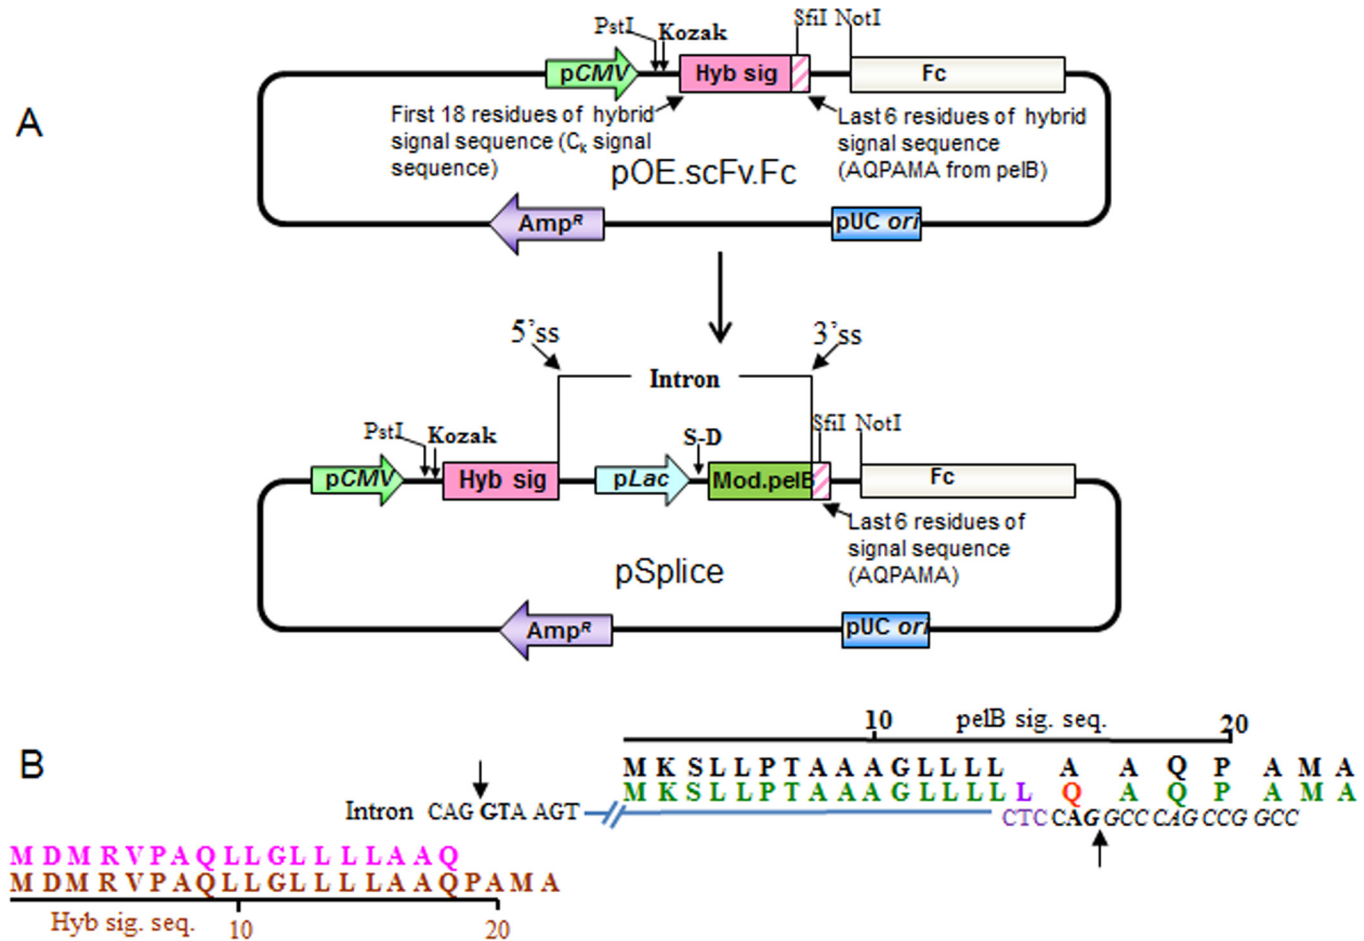 A
PstI Kozak SfiI NotI
pCMV Hyb sig Fc
First 18 residues of hybrid
signal sequence (Ck signal
sequence)
Last 6 residues of hybrid
signal sequence
(AQPAMA from pelB)
pOE.scFv.Fc
AmpR pUC ori
5'ss 3'ss
Intron
PstI Kozak S-D SfiI NotI
pCMV Hyb sig pLac Mod.pelB Fc
Last 6 residues of
signal sequence
(AQPAMA)
pSplice
AmpR pUC ori
B
10 pelB sig. seq. 20
M K S L L P T A A A G L L L L A A Q P A M A
M K S L L P T A A A G L L L L L Q A Q P A M A
Intron CAG GTA AGT CTC CAG GCC CAG CCG GCC
M D M R V P A Q L L G L L L L A A Q
M D M R V P A Q L L G L L L L A A Q P A M A
Hyb sig. seq. 10 20